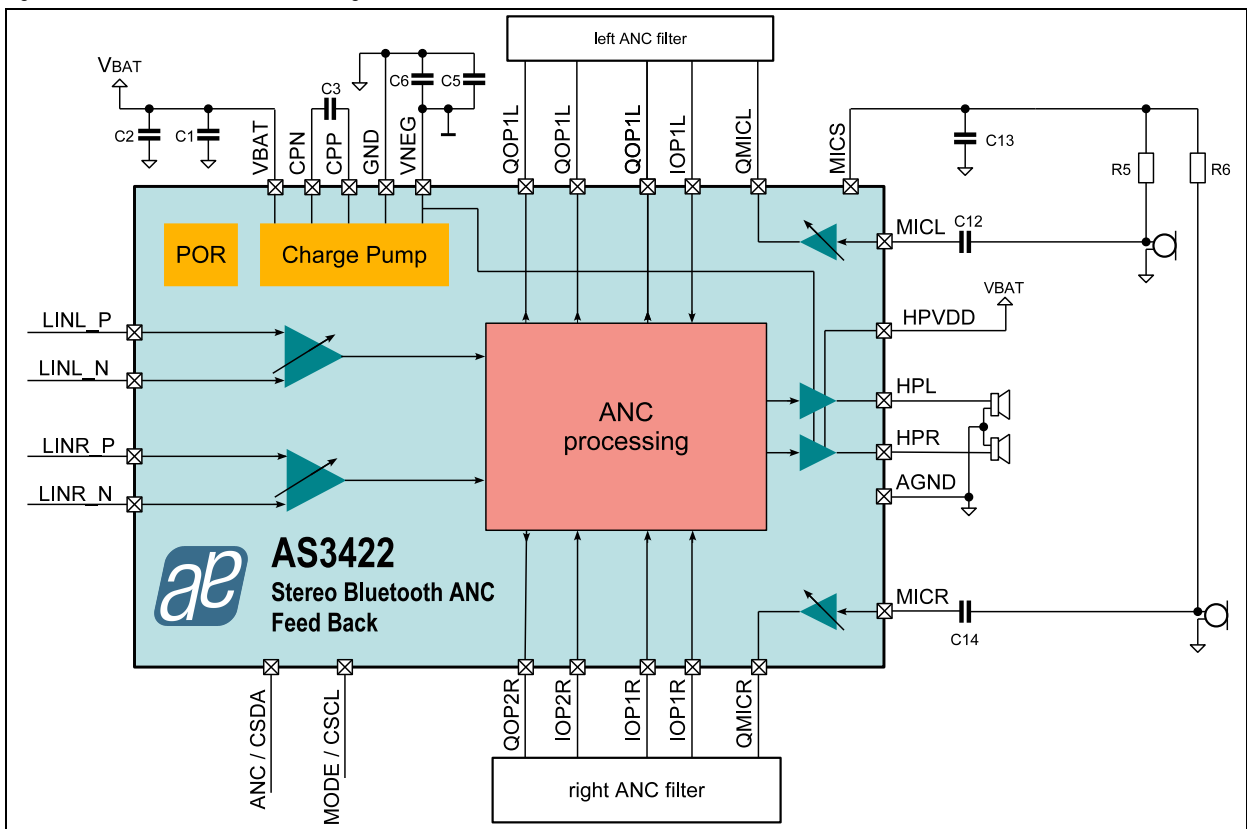 left ANC filter
VBAT
C2
C1
C3
C6
C5
VBAT
CPN
CPP
GND
VNEG
QOP1L
QOP1L
QOP1L
IOP1L
QMICL
MICS
C13
R5
R6
POR
Charge Pump
MICL
C12
VBAT
HPVDD
LINL_P
LINL_N
LINR_P
LINR_N
ANC
processing
HPL
HPR
AGND
ae
AS3422
Stereo Bluetooth ANC
Feed Back
MICR
C14
ANC / CSDA
MODE / CSCL
QOP2R
IOP2R
IOP1R
IOP1R
QMICR
right ANC filter